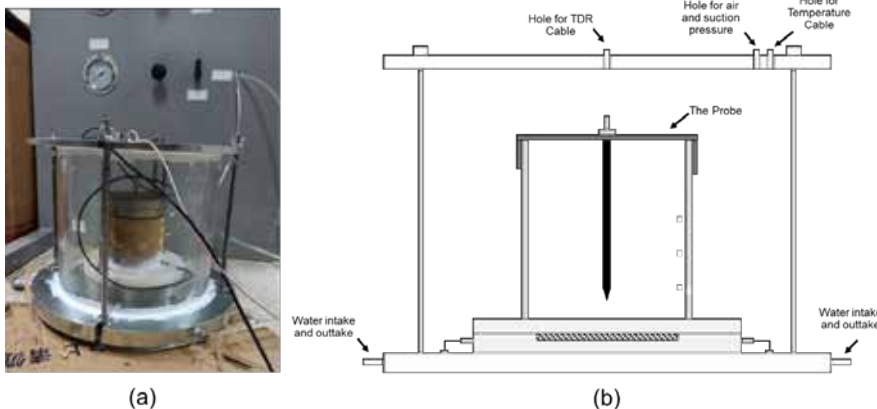 Hole for TDR
Cable
Hole for air
and suction
pressure
Hole for
Temperature
Cable
The Probe
Water intake
and outtake
Water intake
and outtake
(a)
(b)